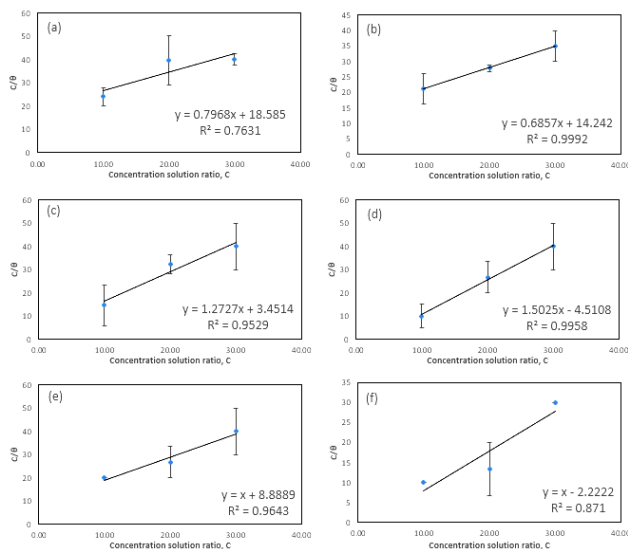 (a)
C/θ
60
50
40
30
20
10
0
0.00 10.00 20.00 30.00 40.00
Concentration solution ratio, C
y = 0.7968x + 18.585
R² = 0.7631
(b)
C/θ
45
40
35
30
25
20
15
10
5
0
0.00 10.00 20.00 30.00 40.00
Concentration solution ratio, C
y = 0.6857x + 14.242
R² = 0.9992
(c)
C/θ
60
50
40
30
20
10
0
0.00 10.00 20.00 30.00 40.00
Concentration solution ratio, C
y = 1.2727x + 3.4514
R² = 0.9529
(d)
C/θ
60
50
40
30
20
10
0
0.00 10.00 20.00 30.00 40.00
Concentration solution ratio, C
y = 1.5025x - 4.5108
R² = 0.9958
(e)
C/θ
60
50
40
30
20
10
0
0.00 10.00 20.00 30.00 40.00
Concentration solution ratio, C
y = x + 8.8889
R² = 0.9643
(f)
C/θ
35
30
25
20
15
10
5
0
0.00 10.00 20.00 30.00 40.00
Concentration solution ratio, C
y = x - 2.2222
R² = 0.871